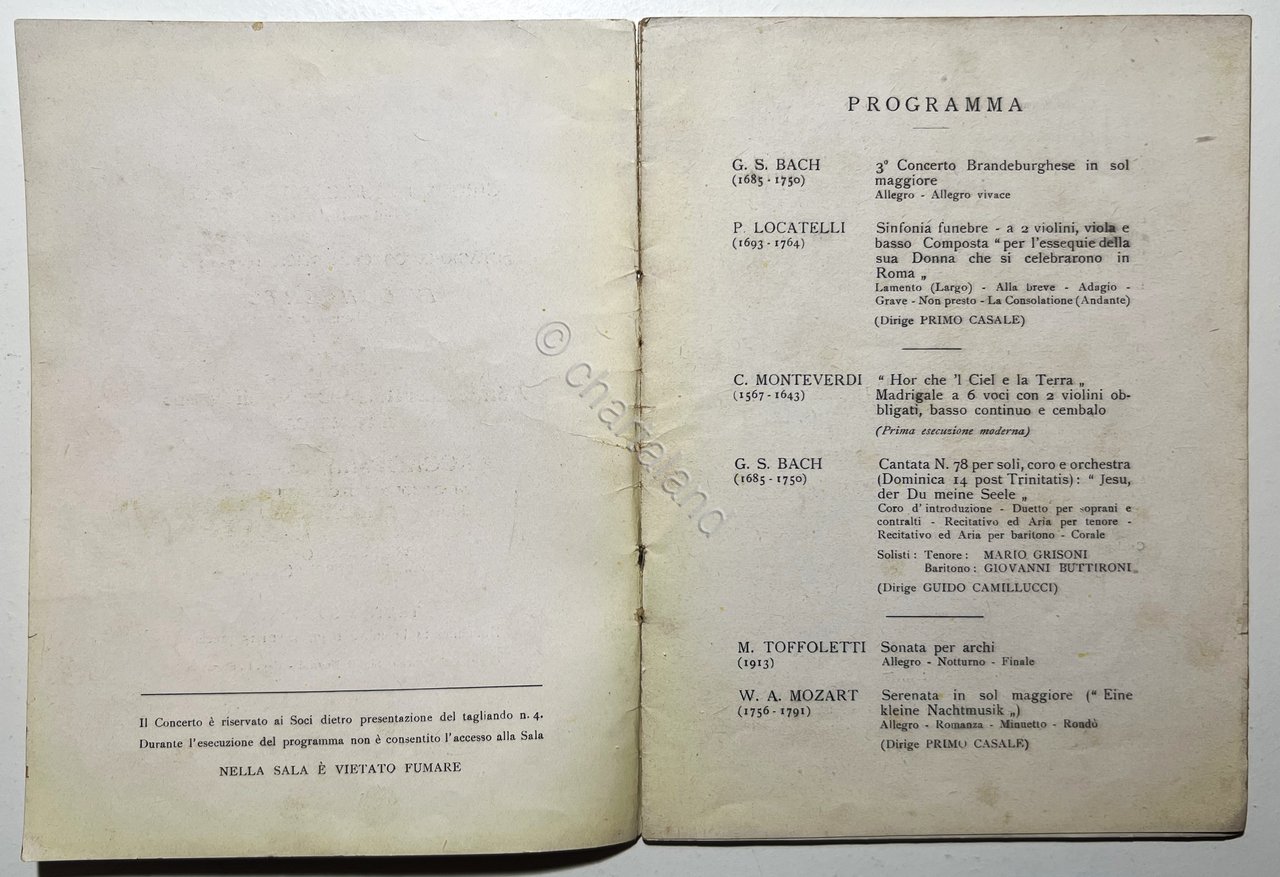 Il Concerto è riservato ai Soci dietro presentazione del tagliando n. 4.
Durante l'esecuzione del programma non è consentito l'accesso alla Sala
NELLA SALA È VIETATO FUMARE
PROGRAMMA
G. S. BACH
(1685 - 1750)
3° Concerto Brandeburghese in sol
maggiore
Allegro - Allegro vivace
P. LOCATELLI
(1693 - 1764)
Sinfonia funebre - a 2 violini, viola e
basso Composta “ per l'essequie della
sua Donna che si celebrarono in
Roma „
Lamento (Largo) - Alla breve - Adagio -
Grave - Non presto - La Consolatione (Andante)
(Dirige PRIMO CASALE)
C. MONTEVERDI
(1567 - 1643)
“ Hor che 'l Ciel e la Terra „
Madrigale a 6 voci con 2 violini ob-
bligati, basso continuo e cembalo
(Prima esecuzione moderna)
G. S. BACH
(1685 - 1750)
Cantata N. 78 per soli, coro e orchestra
(Dominica 14 post Trinitatis) : “ Jesu,
der Du meine Seele „
Coro d'introduzione - Duetto per soprani e
contralti - Recitativo ed Aria per tenore -
Recitativo ed Aria per baritono - Corale
Solisti : Tenore : MARIO GRISONI
Baritono : GIOVANNI BUTTIRONI
(Dirige GUIDO CAMILLUCCI)
M. TOFFOLETTI
(1913)
Sonata per archi
Allegro - Notturno - Finale
W. A. MOZART
(1756 - 1791)
Serenata in sol maggiore (“ Eine
kleine Nachtmusik „)
Allegro - Romanza - Minuetto - Rondò
(Dirige PRIMO CASALE)
© chartaland